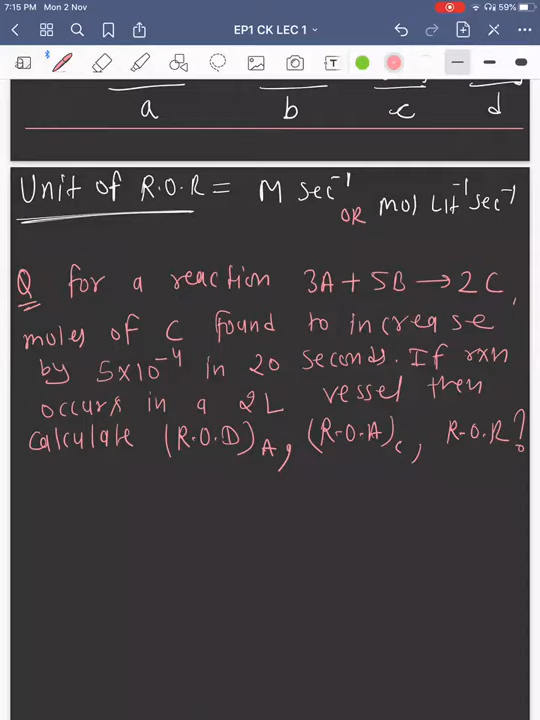 7:15 PM Mon 2 Nov 59%
EP1 CK LEC 1
T
a b c d
Unit of R.O.R = M sec⁻¹ OR mol Lit⁻¹ sec⁻¹
Q for a reaction 3A + 5B → 2C,
moles of C found to increase
by 5×10⁻⁴ in 20 seconds. If rxn
occurs in a 2L vessel then
calculate (R.O.D)A, (R.O.A)c, R.O.R?